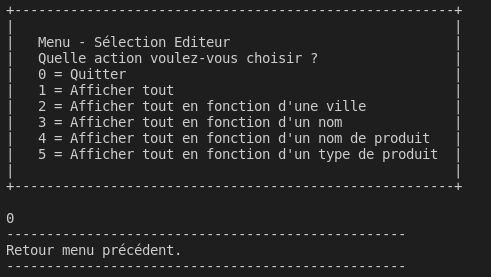 +-------------------------------------------------------+
|                                                       |
|   Menu - Sélection Editeur                            |
|   Quelle action voulez-vous choisir ?                 |
|   0 = Quitter                                         |
|   1 = Afficher tout                                   |
|   2 = Afficher tout en fonction d'une ville           |
|   3 = Afficher tout en fonction d'un nom              |
|   4 = Afficher tout en fonction d'un nom de produit   |
|   5 = Afficher tout en fonction d'un type de produit  |
|                                                       |
+-------------------------------------------------------+
0
--------------------------------------------------
Retour menu précédent.
--------------------------------------------------